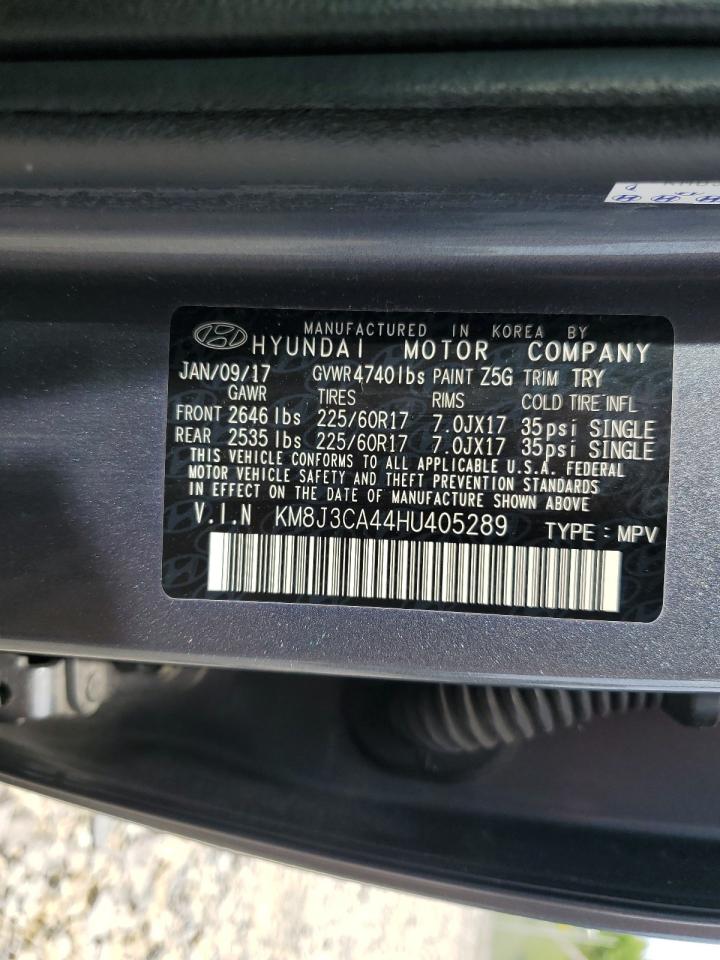 MANUFACTURED IN KOREA BY
HYUNDAI MOTOR COMPANY
JAN/09/17 GVWR 4740 lbs PAINT Z5G TRIM TRY
GAWR TIRES RIMS COLD TIRE INFL
FRONT 2646 lbs 225/60R17 7.0JX17 35psi SINGLE
REAR 2535 lbs 225/60R17 7.0JX17 35psi SINGLE
THIS VEHICLE CONFORMS TO ALL APPLICABLE U.S.A. FEDERAL
MOTOR VEHICLE SAFETY AND THEFT PREVENTION STANDARDS
IN EFFECT ON THE DATE OF MANUFACTURE SHOWN ABOVE
V.I.N KM8J3CA44HU405289 TYPE : MPV